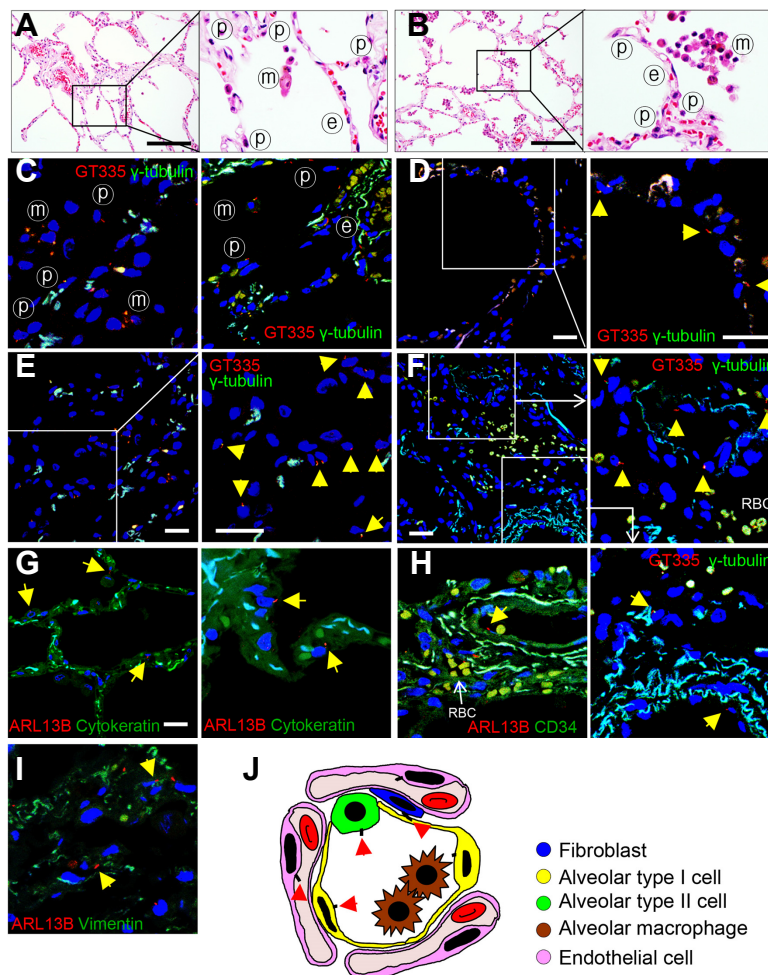 A
p
p
p
m
p
e
B
p
m
e
p
p
C
GT335 γ-tubulin
p
m
p
p
m
p
m
e
p
GT335 γ-tubulin
D
GT335 γ-tubulin
E
GT335
γ-tubulin
F
GT335 γ-tubulin
RBC
G
ARL13B Cytokeratin
ARL13B Cytokeratin
H
RBC
ARL13B CD34
GT335 γ-tubulin
I
ARL13B Vimentin
J
Fibroblast
Alveolar type I cell
Alveolar type II cell
Alveolar macrophage
Endothelial cell